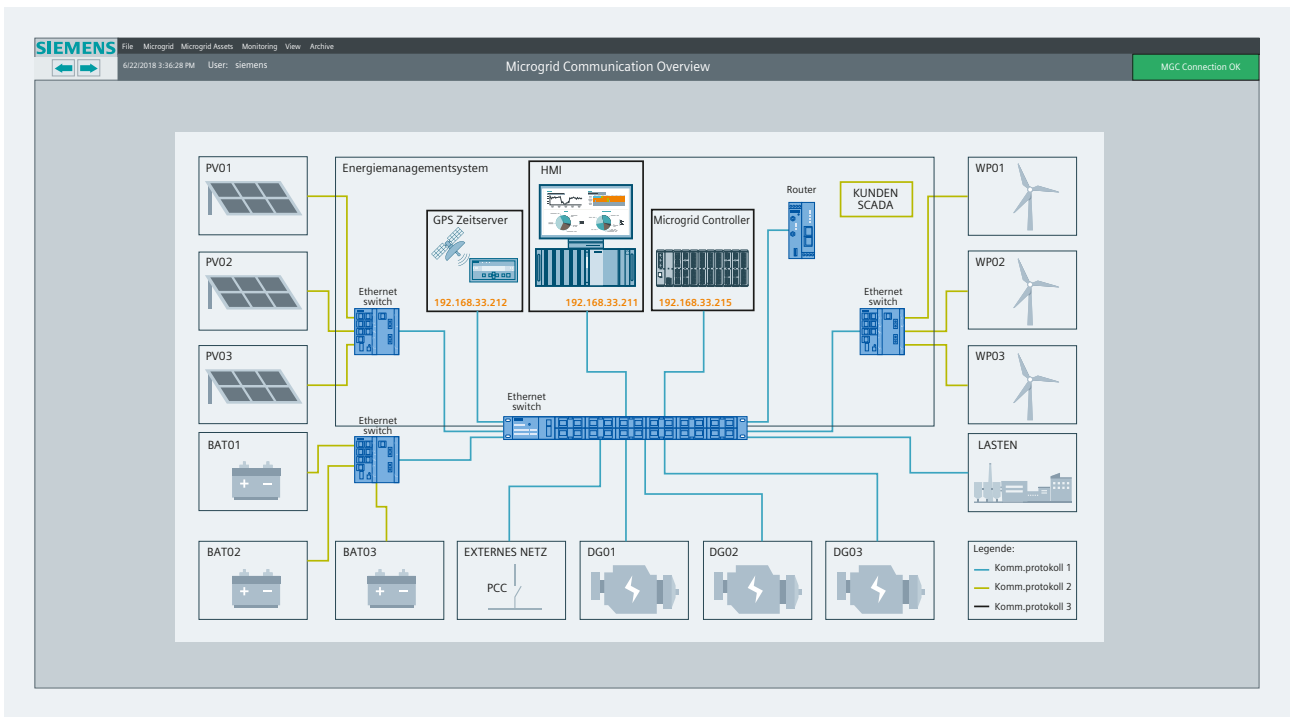 SIEMENS
File Microgrid Microgrid Assets Monitoring View Archive
6/22/2018 3:36:28 PM User: siemens
Microgrid Communication Overview
MGC Connection OK
PV01
PV02
PV03
BAT01
BAT02
BAT03
Energiemanagementsystem
Ethernet
switch
Ethernet
switch
GPS Zeitserver
192.168.33.212
HMI
192.168.33.211
Microgrid Controller
192.168.33.215
Router
KUNDEN
SCADA
Ethernet
switch
Ethernet
switch
WP01
WP02
WP03
LASTEN
EXTERNES NETZ
PCC
DG01
DG02
DG03
Legende:
Komm.protokoll 1
Komm.protokoll 2
Komm.protokoll 3